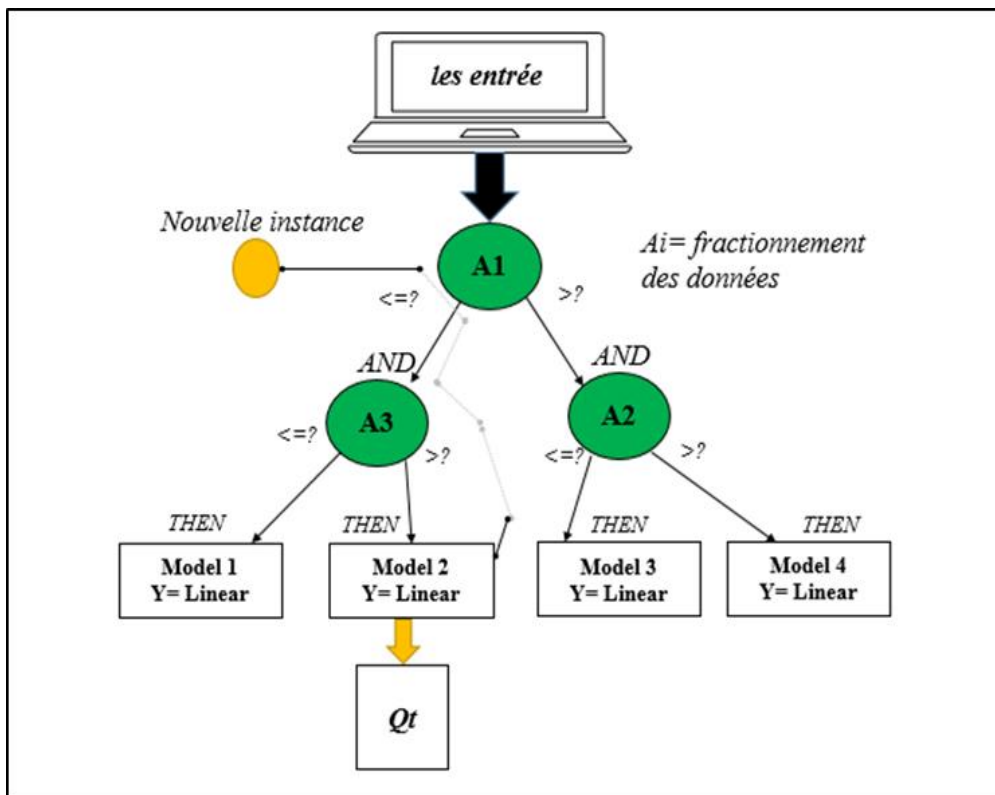 les entrée
Nouvelle instance
A1
Ai= fractionnement
des données
<=?
>?
AND
AND
A3
A2
<=?
>?
<=?
>?
THEN
THEN
THEN
THEN
Model 1
Y= Linear
Model 2
Y= Linear
Model 3
Y= Linear
Model 4
Y= Linear
Qt